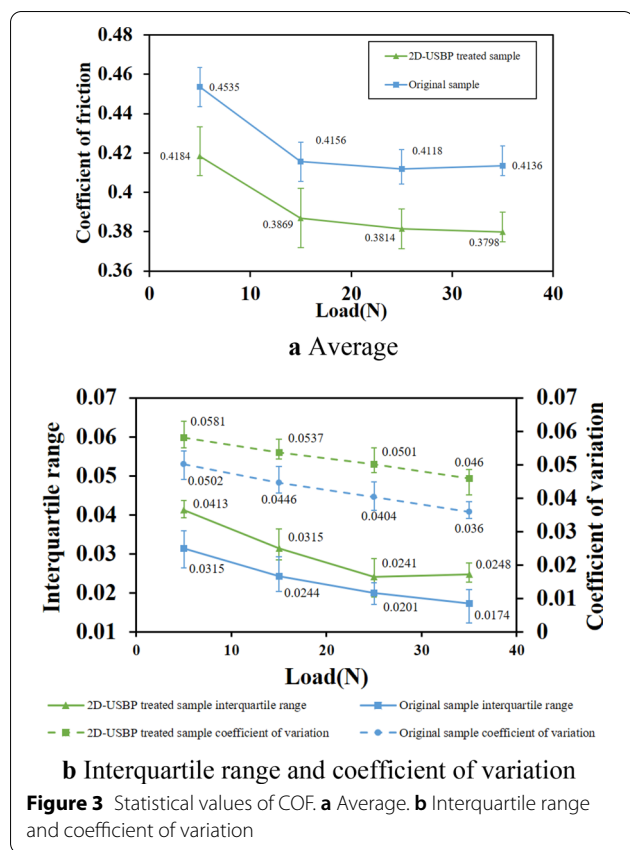 0.48
0.46
0.44
0.42
0.4
0.38
0.36
Coefficient of friction
2D-USBP treated sample
Original sample
0.4535
0.4156
0.4118
0.4136
0.4184
0.3869
0.3814
0.3798
0 10 20 30 40
Load(N)
a Average
0.07
0.06
0.05
0.04
0.03
0.02
0.01
Interquartile range
0.07
0.06
0.05
0.04
0.03
0.02
0.01
0
Coefficient of variation
0.0581
0.0537
0.0501
0.046
0.0502
0.0446
0.0404
0.036
0.0413
0.0315
0.0241
0.0248
0.0315
0.0244
0.0201
0.0174
0 10 20 30 40
Load(N)
2D-USBP treated sample interquartile range
Original sample interquartile range
2D-USBP treated sample coefficient of variation
Original sample coefficient of variation
b Interquartile range and coefficient of variation
Figure 3 Statistical values of COF. a Average. b Interquartile range
and coefficient of variation